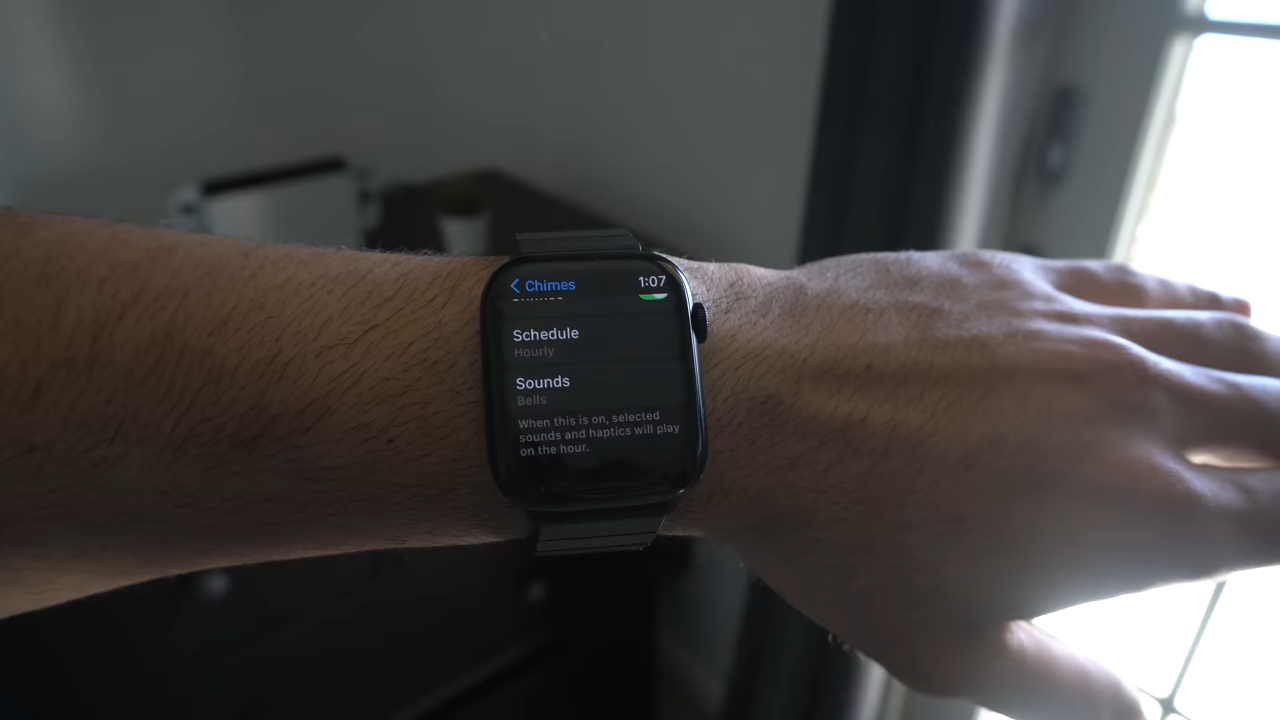 Chimes
1:07
Schedule
Hourly
Sounds
Bells
When this is on, selected
sounds and haptics will play
on the hour.